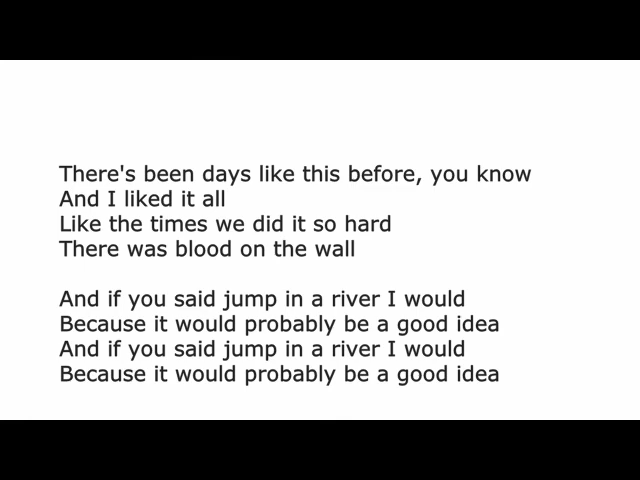 There's been days like this before, you know
And I liked it all
Like the times we did it so hard
There was blood on the wall

And if you said jump in a river I would
Because it would probably be a good idea
And if you said jump in a river I would
Because it would probably be a good idea